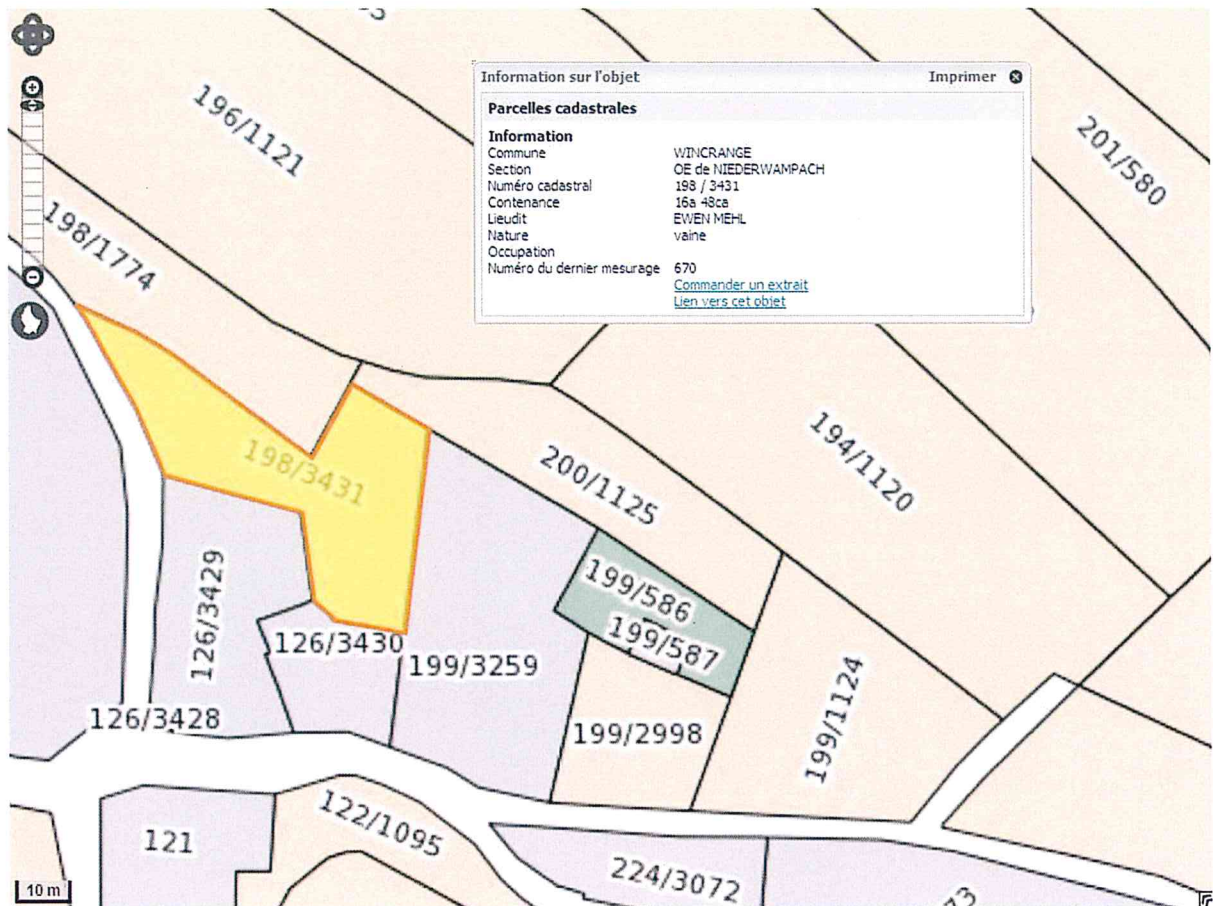 Information sur l'objet Imprimer
Parcelles cadastrales
Information
Commune WINCRANGE
Section OE de NIEDERWAMPACH
Numéro cadastral 198 / 3431
Contenance 16a 48ca
Lieudit EWEN MEHL
Nature vaine
Occupation
Numéro du dernier mesurage 670
Commander un extrait
Lien vers cet objet
196/1121
201/580
198/1774
198/3431
194/1120
200/1125
199/586
199/587
126/3429
126/3430
199/3259
199/1124
126/3428
199/2998
122/1095
121
224/3072
10 m